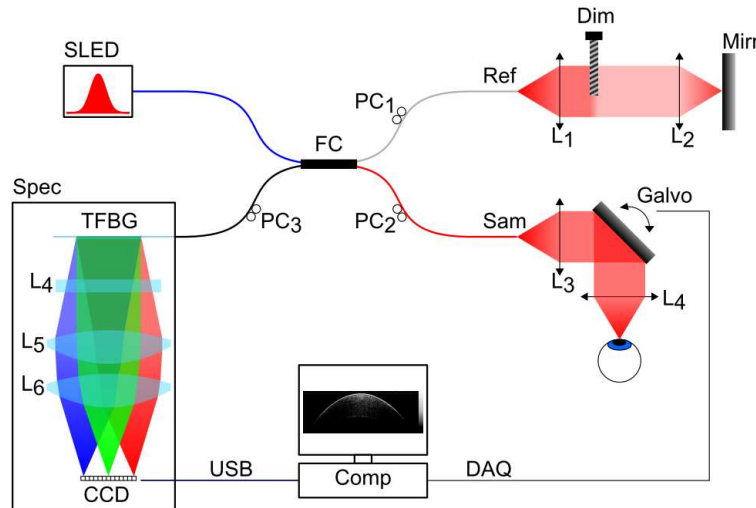 SLED
Dim
Mirr
Ref
PC1
L1
L2
FC
Spec
TFBG
PC3
PC2
Sam
Galvo
L3
L4
L4
L5
L6
CCD
USB
Comp
DAQ